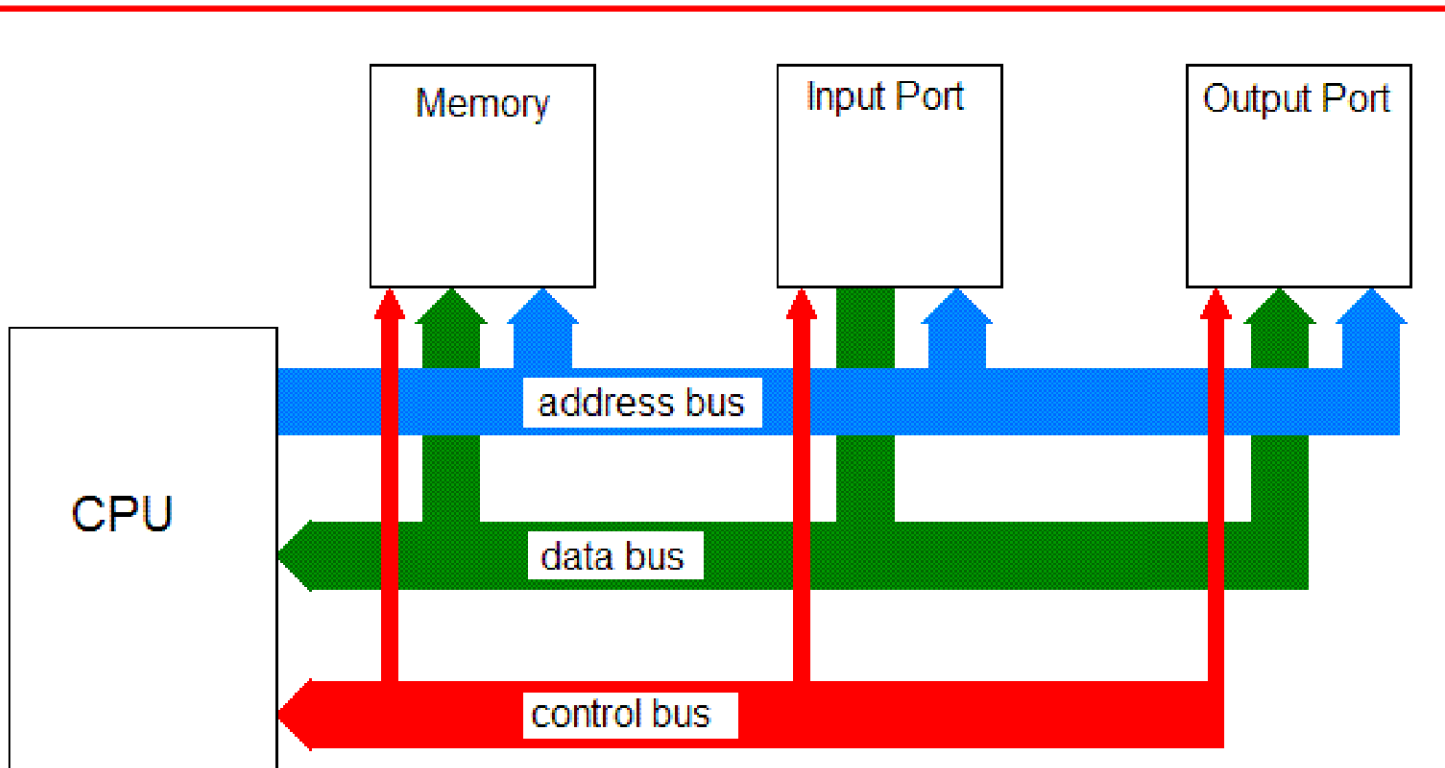 Memory
Input Port
Output Port
address bus
CPU
data bus
control bus